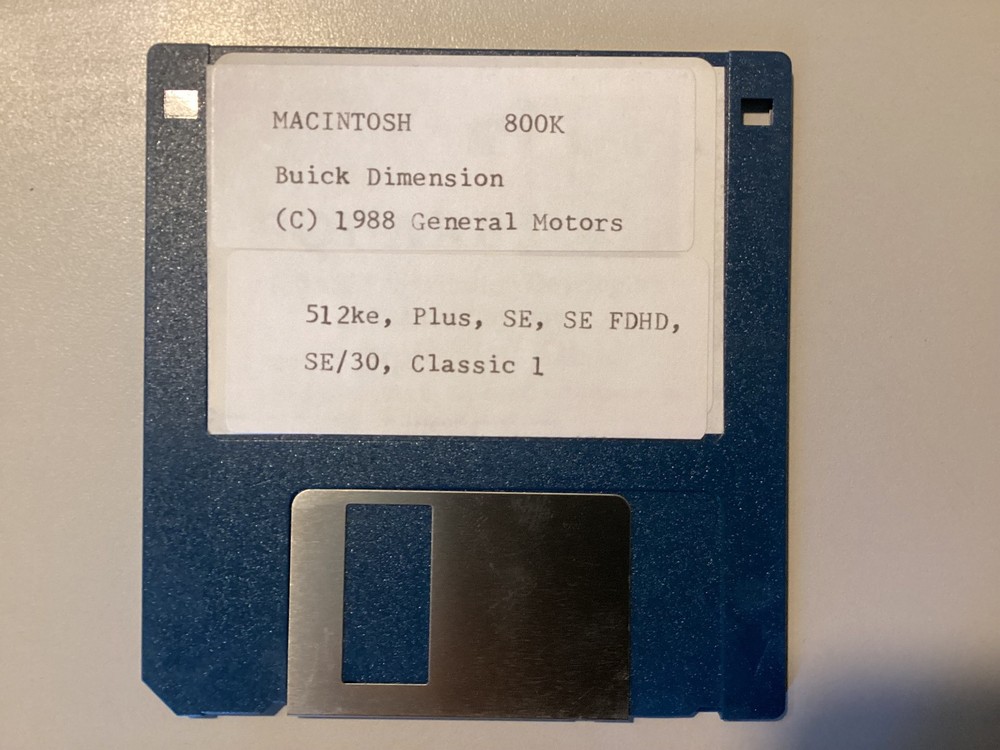 MACINTOSH 800K
Buick Dimension
(C) 1988 General Motors
512ke, Plus, SE, SE FDHD,
SE/30, Classic 1